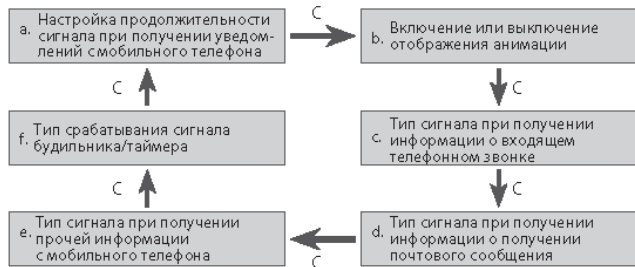 a. Настройка продолжительности
сигнала при получении уведом-
лений с мобильного телефона
C
b. Включение или выключение
отображения анимации
C
C
f. Тип срабатывания сигнала
будильника/таймера
c. Тип сигнала при получении
информации о входящем
телефонном звонке
C
C
e. Тип сигнала при получении
прочей информации
с мобильного телефона
C
d. Тип сигнала при получении
информации о получении
почтового сообщения